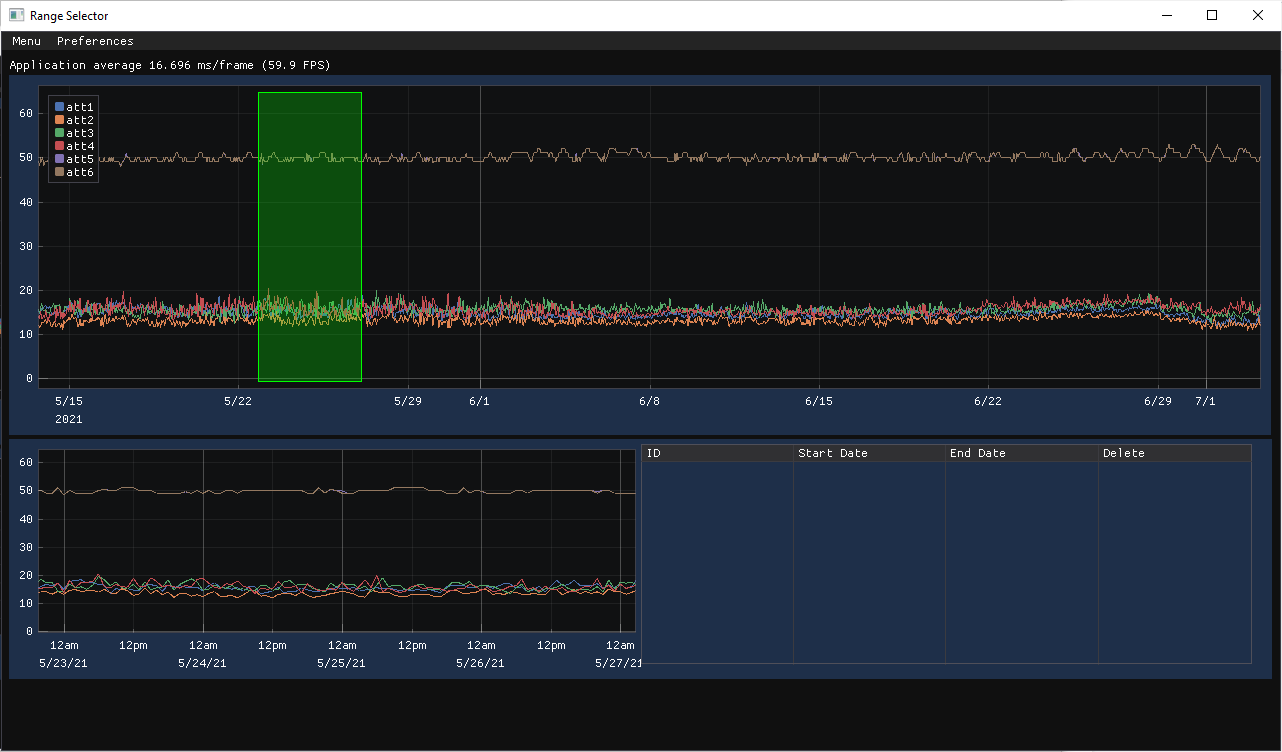 Range Selector
Menu Preferences
Application average 16.696 ms/frame (59.9 FPS)
60
50
40
30
20
10
0
att1
att2
att3
att4
att5
att6
5/15 5/22 5/29 6/1 6/8 6/15 6/22 6/29 7/1
2021
60
50
40
30
20
10
0
12am 12pm 12am 12pm 12am 12pm 12am 12pm 12am
5/23/21 5/24/21 5/25/21 5/26/21 5/27/21
ID Start Date End Date Delete